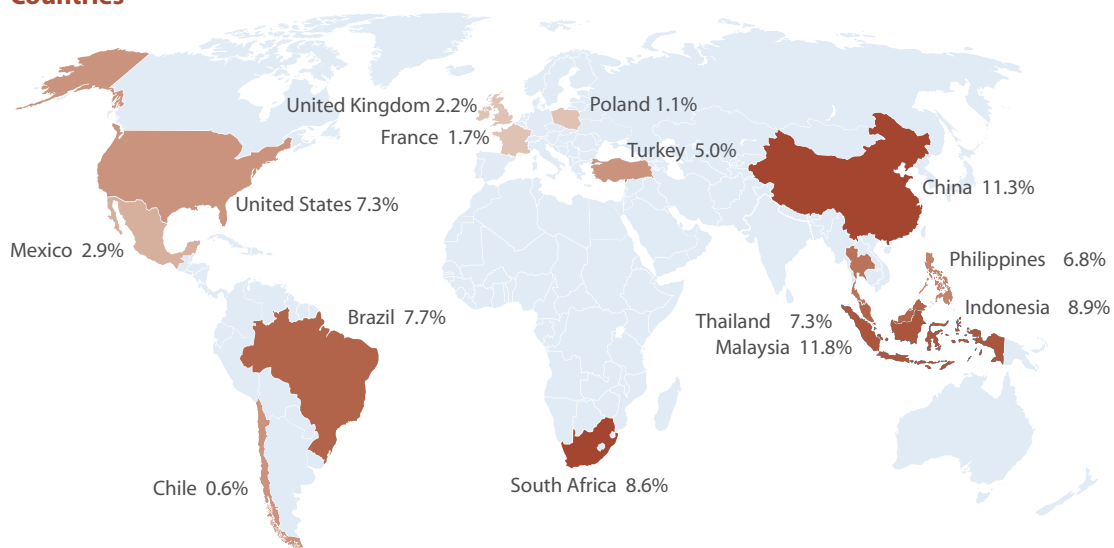 Countries
United Kingdom 2.2%
Poland 1.1%
France 1.7%
Turkey 5.0%
China 11.3%
United States 7.3%
Mexico 2.9%
Philippines 6.8%
Indonesia 8.9%
Brazil 7.7%
Thailand 7.3%
Malaysia 11.8%
South Africa 8.6%
Chile 0.6%